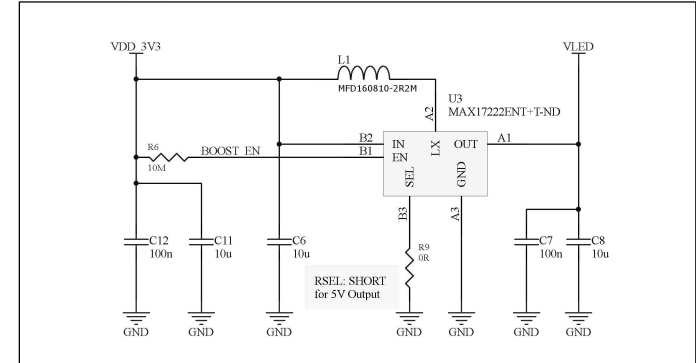 VDD_3V3
VLED
L1
MFD160810-2R2M
U3
MAX17222ENT+T-ND
A2
B2
IN
LX
OUT
A1
R6
10M
BOOST_EN
B1
EN
SEL
GND
B3
A3
R9
0R
C12
100n
C11
10u
C6
10u
C7
100n
C8
10u
RSEL: SHORT
for 5V Output
GND
GND
GND
GND
GND
GND
GND